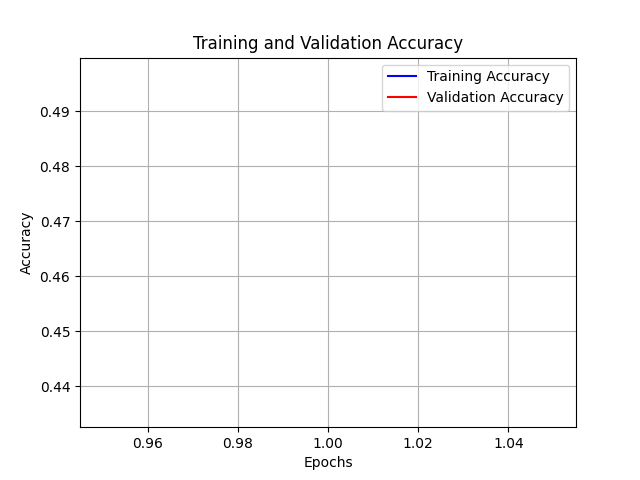 Training and Validation Accuracy
Training Accuracy
Validation Accuracy
0.49
0.48
0.47
0.46
0.45
0.44
Accuracy
0.96 0.98 1.00 1.02 1.04
Epochs